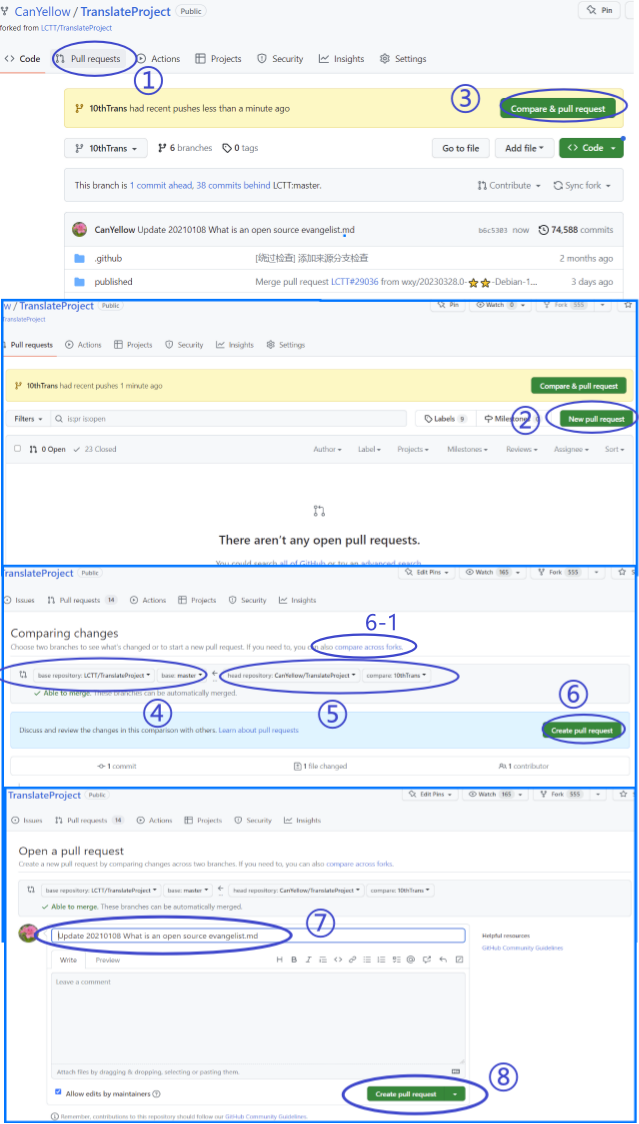 CanYellow / TranslateProject Public Pin
forked from LCTT/TranslateProject
Code Pull requests Actions Projects Security Insights Settings
①
③
10thTrans had recent pushes less than a minute ago Compare & pull request
10thTrans 6 branches 0 tags Go to file Add file Code
This branch is 1 commit ahead, 38 commits behind LCTT:master. Contribute Sync fork
CanYellow Update 20210108 What is an open source evangelist.md b6c5303 now 74,588 commits
.github [绕过检查] 添加来源分支检查 2 months ago
published Merge pull request LCTT#29036 from wxy/20230328.0-⭐⭐-Debian-1... 3 days ago
w / TranslateProject Public Pin Watch 0 Fork 355
TranslateProject
Pull requests Actions Projects Security Insights Settings
10thTrans had recent pushes 1 minute ago Compare & pull request
Filters is:pr is:open Labels 9 Milestones ② New pull request
0 Open 23 Closed Author Label Projects Milestones Reviews Assignee Sort
There aren't any open pull requests.
You could search all of GitHub or try an advanced search.
TranslateProject Public Edit Pins Watch 165 Fork 355
Issues Pull requests 14 Actions Projects Security Insights
6-1
Comparing changes
Choose two branches to see what's changed or to start a new pull request. If you need to, you can also compare across forks.
base repository: LCTT/TranslateProject base: master ← head repository: CanYellow/TranslateProject compare: 10thTrans
Able to merge. These branches can be automatically merged.
④ ⑤ ⑥
Discuss and review the changes in this comparison with others. Learn about pull requests Create pull request
1 commit 1 file changed 1 contributor
TranslateProject Public Edit Pins Watch 165 Fork 355
Issues Pull requests 14 Actions Projects Security Insights
Open a pull request
Create a new pull request by comparing changes across two branches. If you need to, you can also compare across forks.
base repository: LCTT/TranslateProject base: master ← head repository: CanYellow/TranslateProject compare: 10thTrans
Able to merge. These branches can be automatically merged.
⑦
Update 20210108 What is an open source evangelist.md
Helpful resources
GitHub Community Guidelines
Write Preview H B I
Leave a comment
Attach files by dragging & dropping, selecting or pasting them.
⑧
Allow edits by maintainers Create pull request
Remember, contributions to this repository should follow our GitHub Community Guidelines.